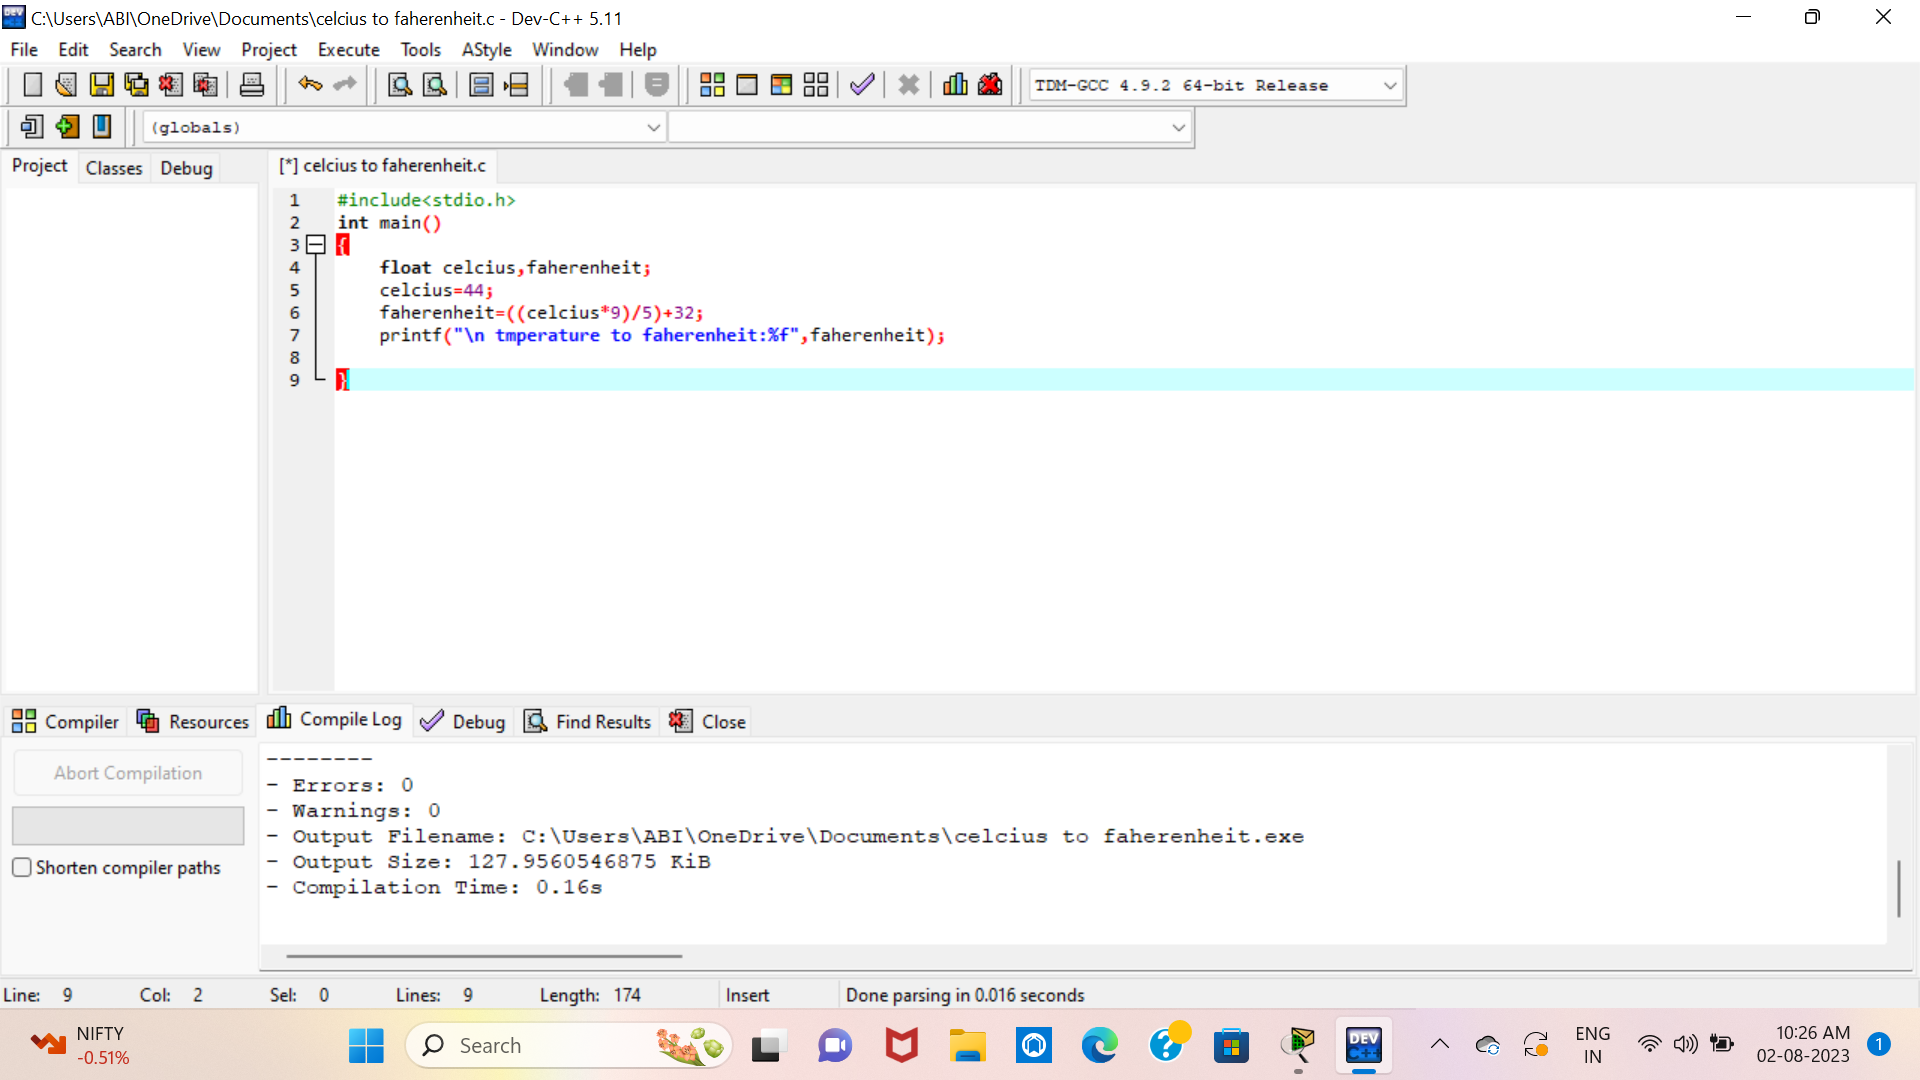 C:\Users\ABI\OneDrive\Documents\celcius to faherenheit.c - Dev-C++ 5.11
File Edit Search View Project Execute Tools AStyle Window Help
TDM-GCC 4.9.2 64-bit Release
(globals)
Project Classes Debug [*] celcius to faherenheit.c
1 #include<stdio.h>
2 int main()
3 {
4 float celcius,faherenheit;
5 celcius=44;
6 faherenheit=((celcius*9)/5)+32;
7 printf("\n tmperature to faherenheit:%f",faherenheit);
8
9 }
Compiler Resources Compile Log Debug Find Results Close
Abort Compilation
Shorten compiler paths
--------
- Errors: 0
- Warnings: 0
- Output Filename: C:\Users\ABI\OneDrive\Documents\celcius to faherenheit.exe
- Output Size: 127.9560546875 KiB
- Compilation Time: 0.16s
Line: 9 Col: 2 Sel: 0 Lines: 9 Length: 174 Insert Done parsing in 0.016 seconds
NIFTY
-0.51%
Search
DEV
C++
ENG
IN
10:26 AM
02-08-2023
1